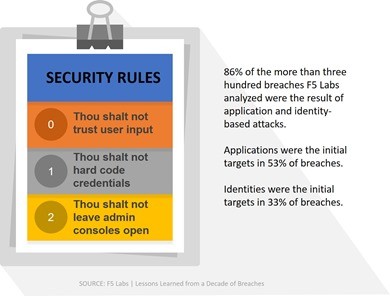 SECURITY RULES
0
Thou shalt not
trust user input
1
Thou shalt not
hard code
credentials
2
Thou shalt not
leave admin
consoles open
86% of the more than three
hundred breaches F5 Labs
analyzed were the result of
application and identity-
based attacks.
Applications were the initial
targets in 53% of breaches.
Identities were the initial
targets in 33% of breaches.
SOURCE: F5 Labs | Lessons Learned from a Decade of Breaches